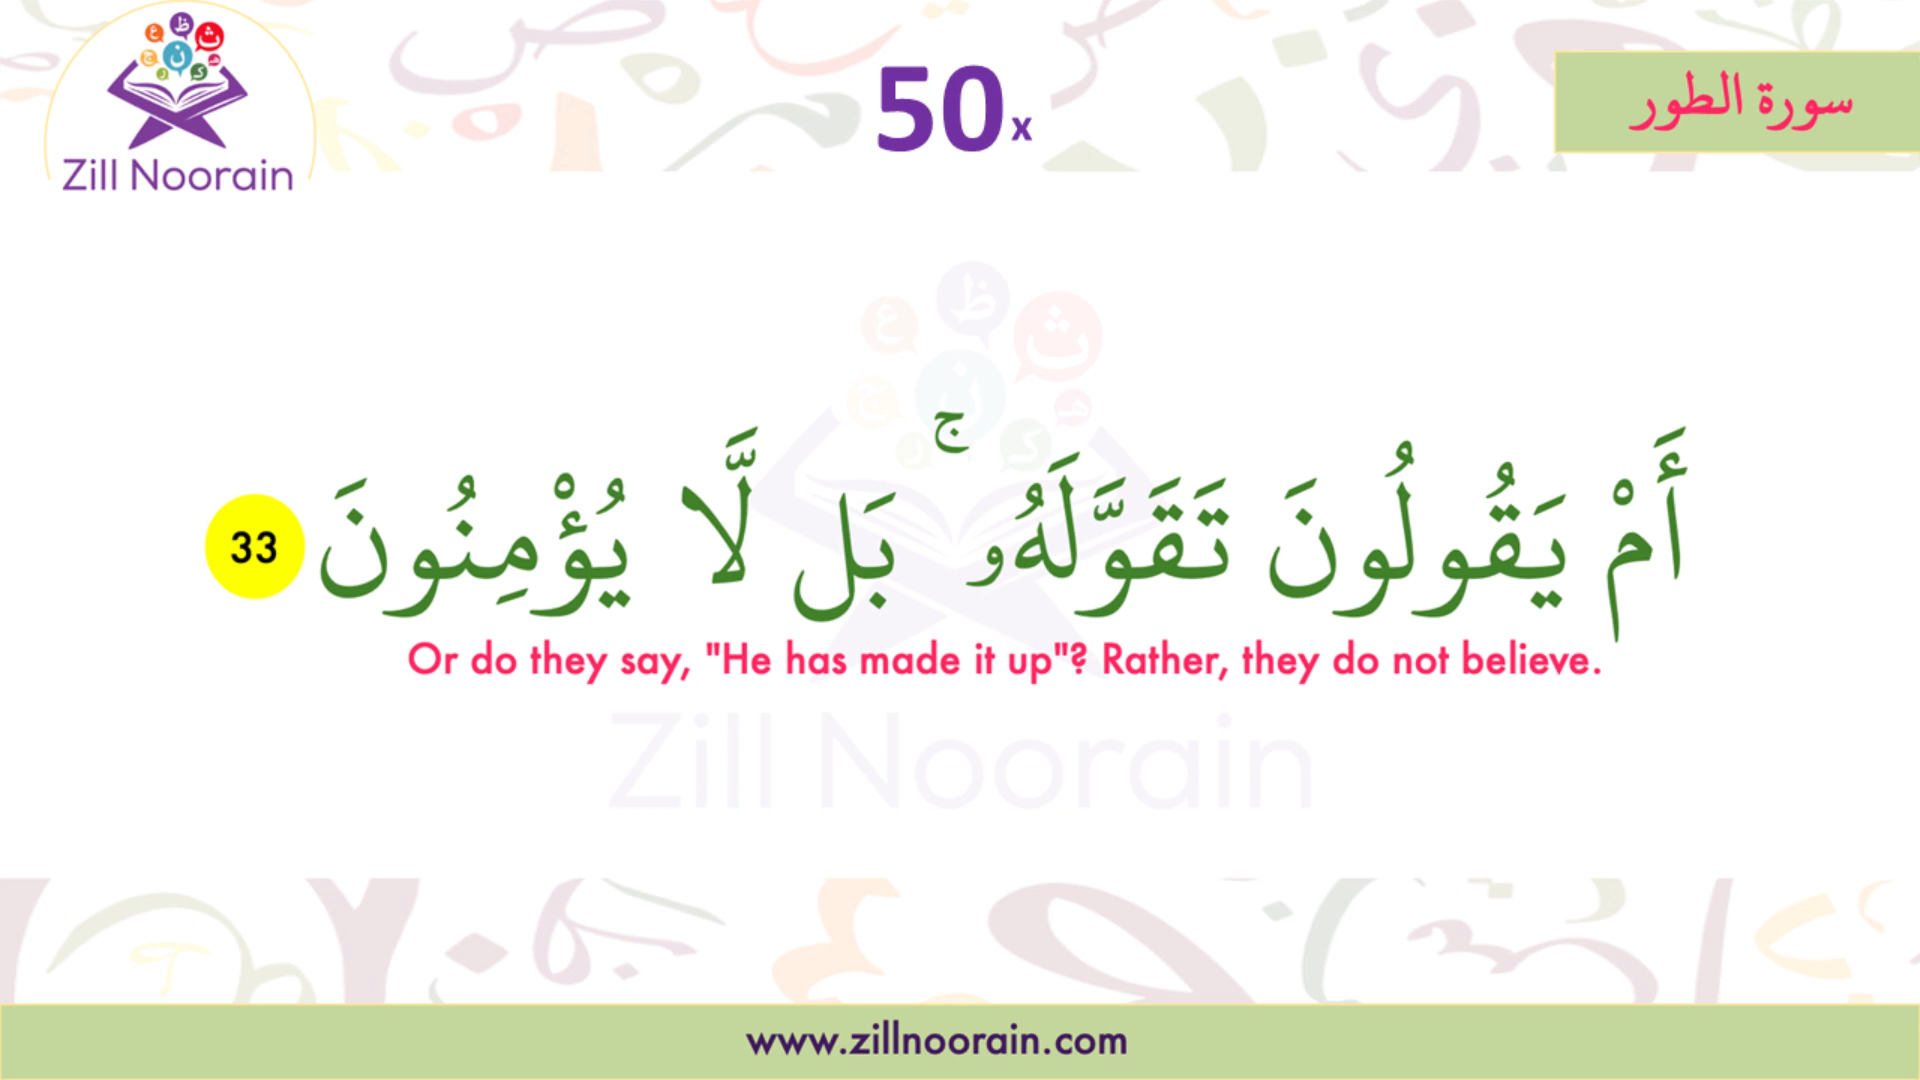 Zill Noorain
50x
سورة الطور
أَمْ يَقُولُونَ تَقَوَّلَهُۥ ۚ بَل لَّا يُؤْمِنُونَ 33
Or do they say, "He has made it up"? Rather, they do not believe.
Zill Noorain
www.zillnoorain.com